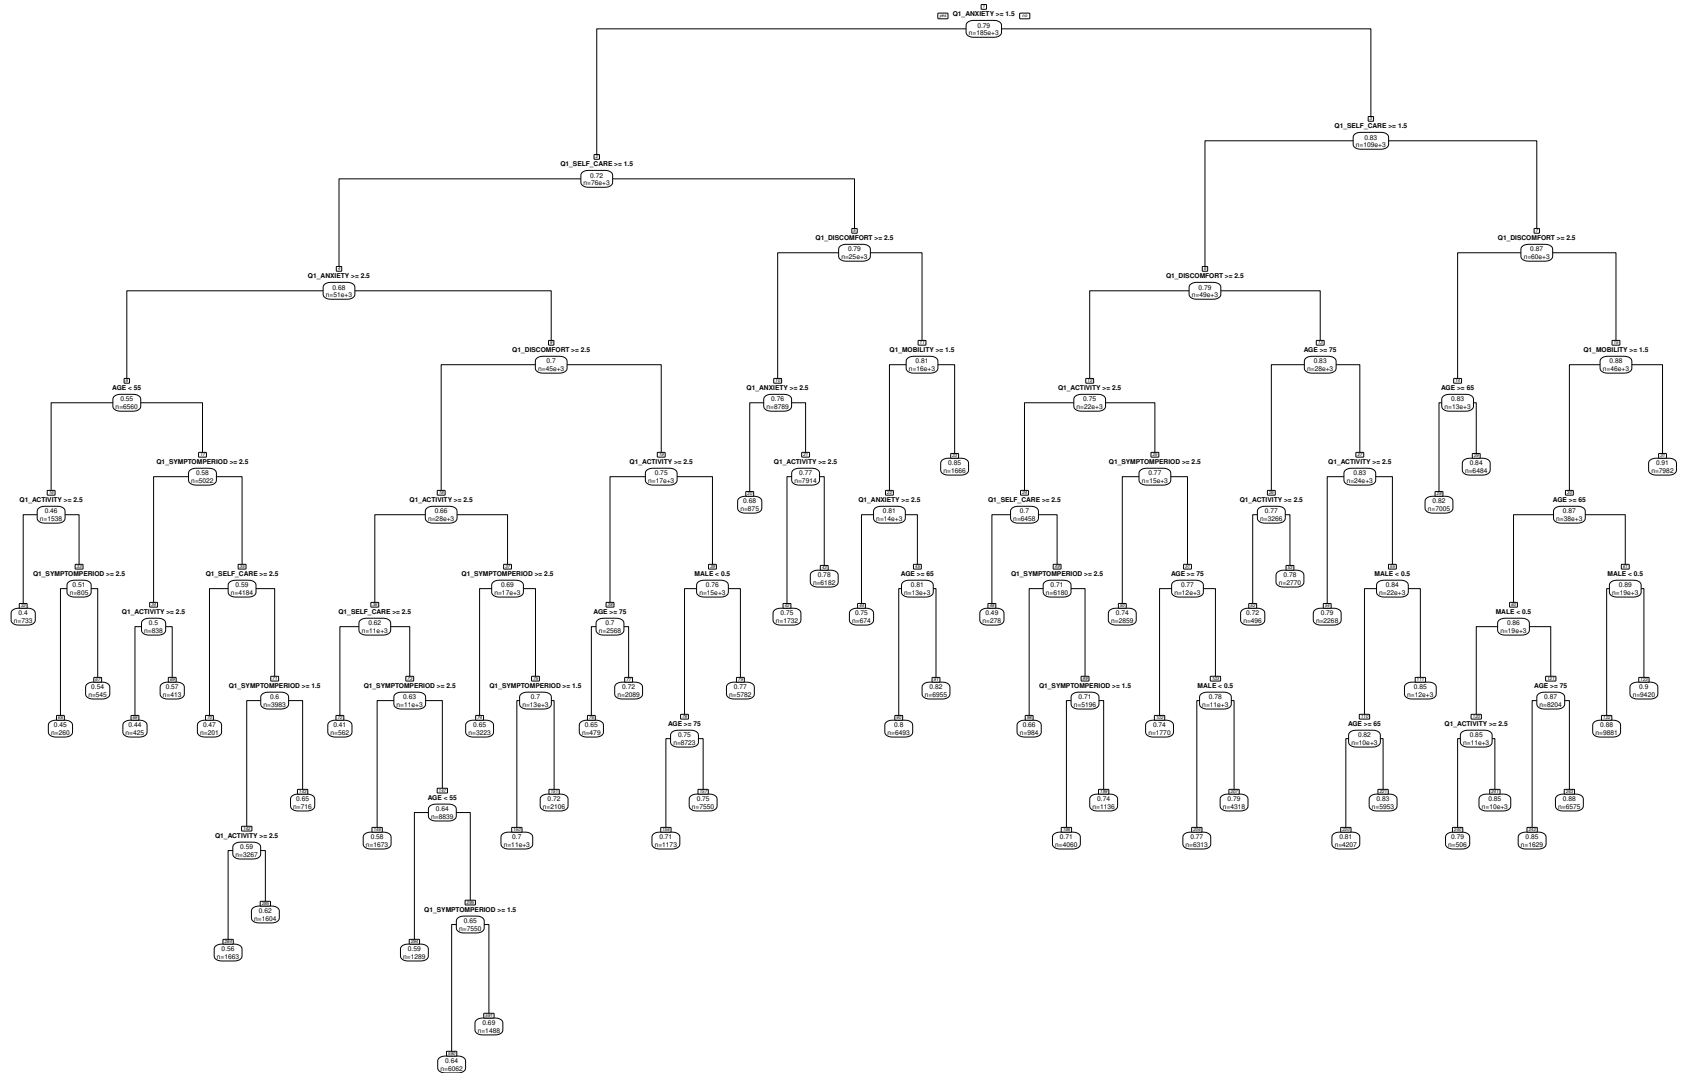 Q1_ANXIETY >= 1.5
0.79
n=185e+3
Q1_SELF_CARE >= 1.5
0.83
n=109e+3
Q1_SELF_CARE >= 1.5
0.72
n=76e+3
Q1_DISCOMFORT >= 2.5
0.79
n=25e+3
Q1_DISCOMFORT >= 2.5
0.87
n=60e+3
Q1_ANXIETY >= 2.5
0.68
n=51e+3
Q1_DISCOMFORT >= 2.5
0.79
n=49e+3
Q1_DISCOMFORT >= 2.5
0.7
n=45e+3
Q1_MOBILITY >= 1.5
0.81
n=16e+3
AGE >= 75
0.83
n=28e+3
Q1_MOBILITY >= 1.5
0.88
n=46e+3
AGE < 55
0.55
n=6560
Q1_ANXIETY >= 2.5
0.76
n=8789
Q1_ACTIVITY >= 2.5
0.75
n=22e+3
AGE >= 65
0.83
n=13e+3
Q1_SYMPTOMPERIOD >= 2.5
0.58
n=5022
Q1_ACTIVITY >= 2.5
0.75
n=17e+3
Q1_ACTIVITY >= 2.5
0.77
n=7914
0.85
n=1666
Q1_SYMPTOMPERIOD >= 2.5
0.77
n=15e+3
Q1_ACTIVITY >= 2.5
0.83
n=24e+3
0.84
n=6484
0.91
n=7982
Q1_ACTIVITY >= 2.5
0.46
n=1538
Q1_ACTIVITY >= 2.5
0.66
n=28e+3
0.68
n=875
Q1_ANXIETY >= 2.5
0.81
n=14e+3
Q1_SELF_CARE >= 2.5
0.7
n=6458
Q1_ACTIVITY >= 2.5
0.77
n=3266
0.82
n=7005
AGE >= 65
0.87
n=38e+3
Q1_SYMPTOMPERIOD >= 2.5
0.51
n=805
Q1_SELF_CARE >= 2.5
0.59
n=4184
Q1_SYMPTOMPERIOD >= 2.5
0.69
n=17e+3
MALE < 0.5
0.76
n=15e+3
0.78
n=6182
AGE >= 65
0.81
n=13e+3
Q1_SYMPTOMPERIOD >= 2.5
0.71
n=6180
AGE >= 75
0.77
n=12e+3
0.78
n=2770
MALE < 0.5
0.84
n=22e+3
MALE < 0.5
0.89
n=19e+3
0.4
n=733
Q1_ACTIVITY >= 2.5
0.5
n=838
Q1_SELF_CARE >= 2.5
0.62
n=11e+3
AGE >= 75
0.7
n=2568
0.75
n=1732
0.75
n=674
0.49
n=278
0.74
n=2859
0.72
n=496
0.79
n=2268
MALE < 0.5
0.86
n=19e+3
0.54
n=545
0.57
n=413
Q1_SYMPTOMPERIOD >= 1.5
0.6
n=3983
Q1_SYMPTOMPERIOD >= 2.5
0.63
n=11e+3
Q1_SYMPTOMPERIOD >= 1.5
0.7
n=13e+3
0.72
n=2089
0.77
n=5782
0.82
n=6955
Q1_SYMPTOMPERIOD >= 1.5
0.71
n=5196
MALE < 0.5
0.78
n=11e+3
0.85
n=12e+3
AGE >= 75
0.87
n=8204
0.9
n=9420
0.45
n=260
0.44
n=425
0.47
n=201
0.41
n=562
0.65
n=3223
0.65
n=479
AGE >= 75
0.75
n=8723
0.8
n=6493
0.66
n=984
0.74
n=1770
AGE >= 65
0.82
n=10e+3
Q1_ACTIVITY >= 2.5
0.85
n=11e+3
0.88
n=9881
0.65
n=716
AGE < 55
0.64
n=8839
0.72
n=2106
0.75
n=7550
0.74
n=1136
0.79
n=4318
0.83
n=5953
0.85
n=10e+3
0.88
n=6575
Q1_ACTIVITY >= 2.5
0.59
n=3267
0.58
n=1673
0.7
n=11e+3
0.71
n=1173
0.71
n=4060
0.77
n=6313
0.81
n=4207
0.79
n=506
0.85
n=1629
0.62
n=1604
Q1_SYMPTOMPERIOD >= 1.5
0.65
n=7550
0.56
n=1663
0.59
n=1289
0.69
n=1488
0.64
n=6062